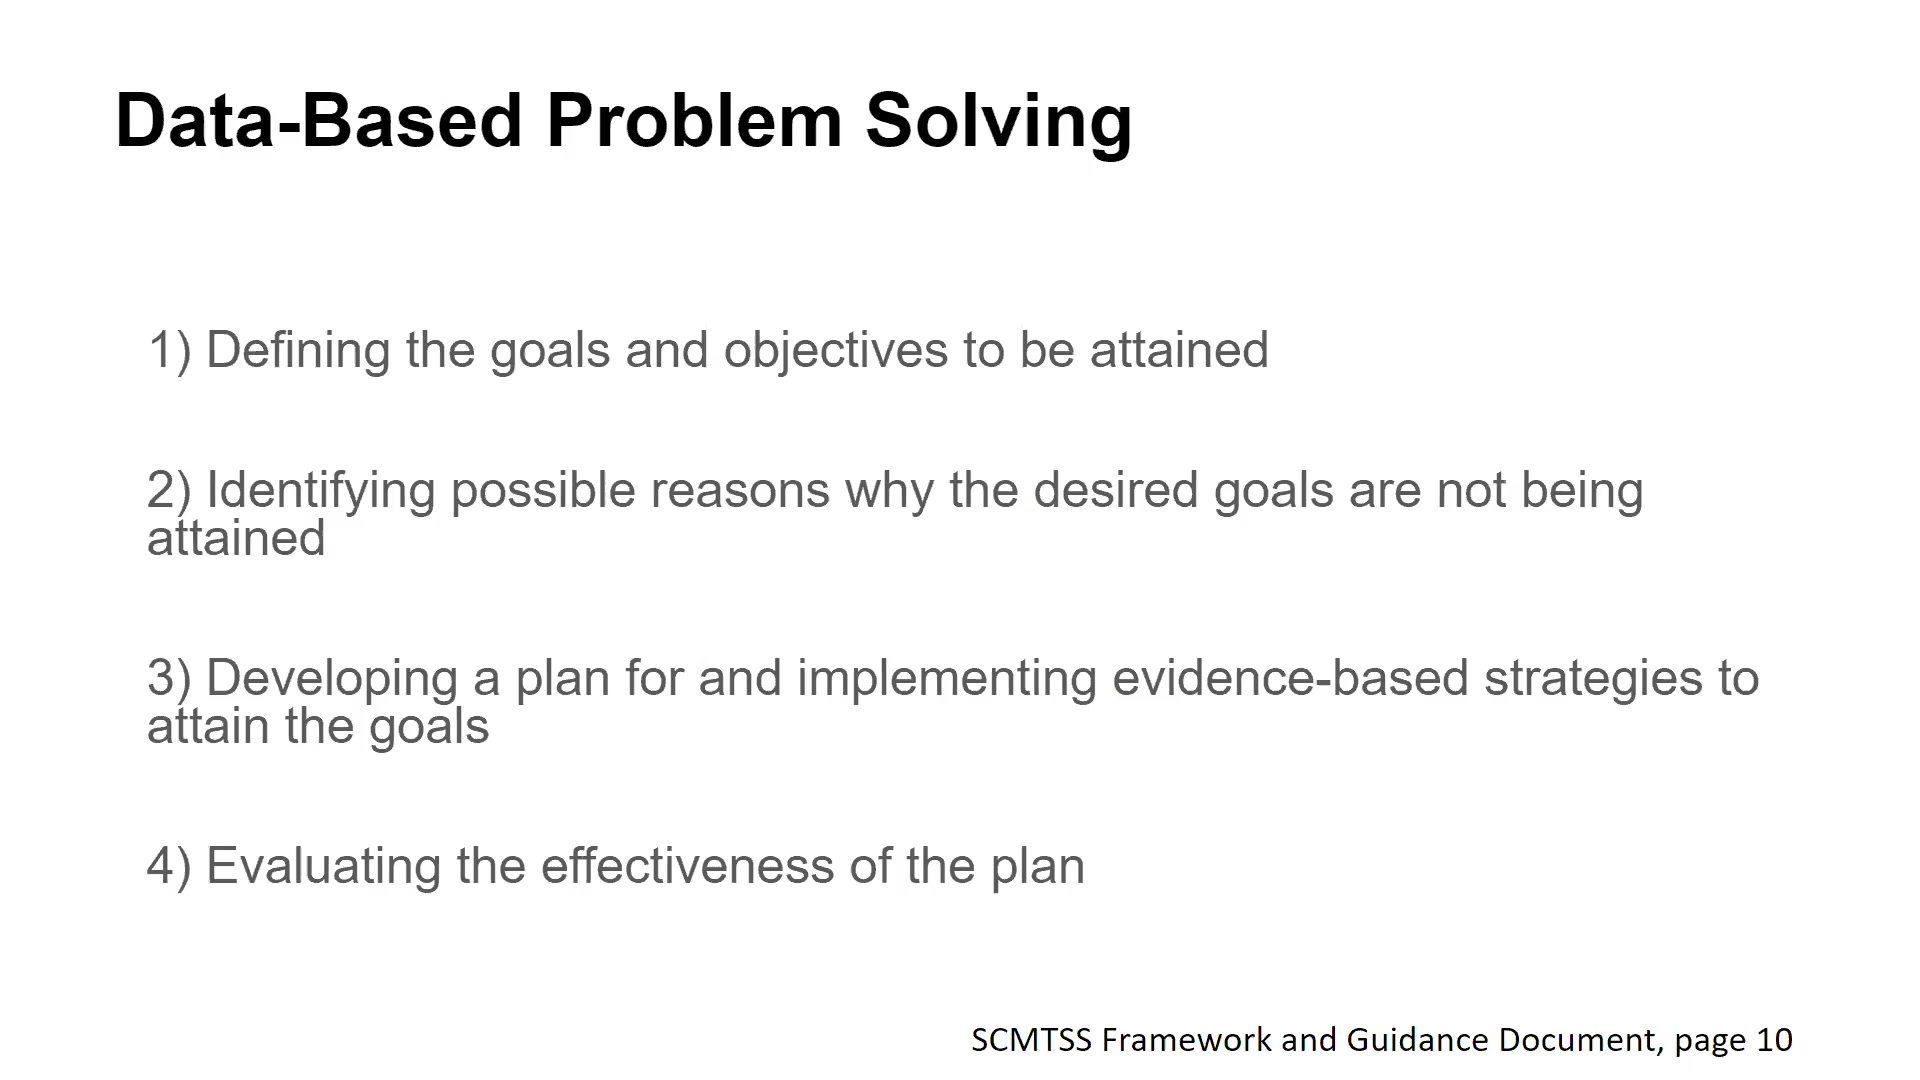 Data-Based Problem Solving
1) Defining the goals and objectives to be attained
2) Identifying possible reasons why the desired goals are not being
attained
3) Developing a plan for and implementing evidence-based strategies to
attain the goals
4) Evaluating the effectiveness of the plan
SCMTSS Framework and Guidance Document, page 10